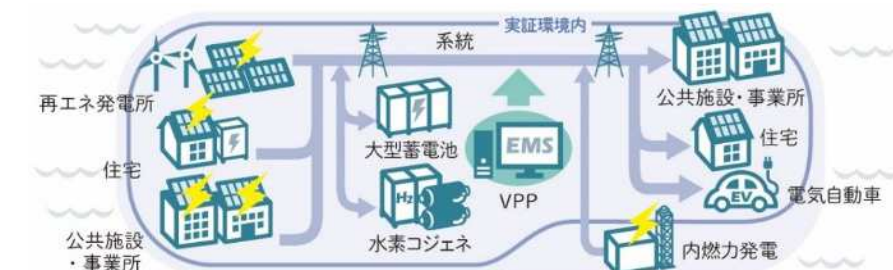 実証環境内
系統
再エネ発電所
公共施設・事業所
大型蓄電池
EMS
住宅
住宅
VPP
H2
EV
電気自動車
水素コジェネ
内燃力発電
公共施設
・事業所